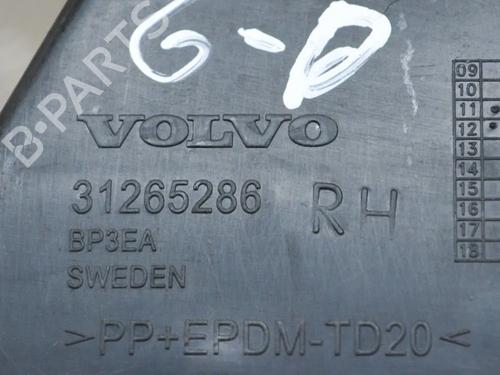 G-D
B-PARTS
VOLVO
31265286
RH
BP3EA
SWEDEN
>PP+EPDM-TD20<
09
10
11
12
13
14
15
16
17
18